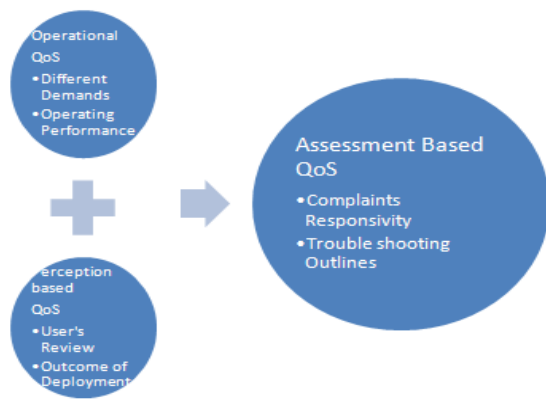 Operational
QoS
•Different
Demands
•Operating
Performance
erception
based
QoS
•User's
Review
•Outcome of
Deployment
Assessment Based
QoS
•Complaints
Responsivity
•Trouble shooting
Outlines